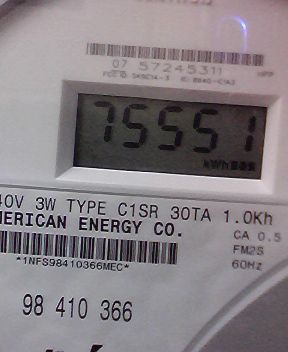 07 57245311
75551
kWh
40V 3W TYPE C1SR 30TA 1.0Kh
MERICAN ENERGY CO.
CA 0.5
FM2S
*1NFS98410366MEC*
60Hz
98 410 366